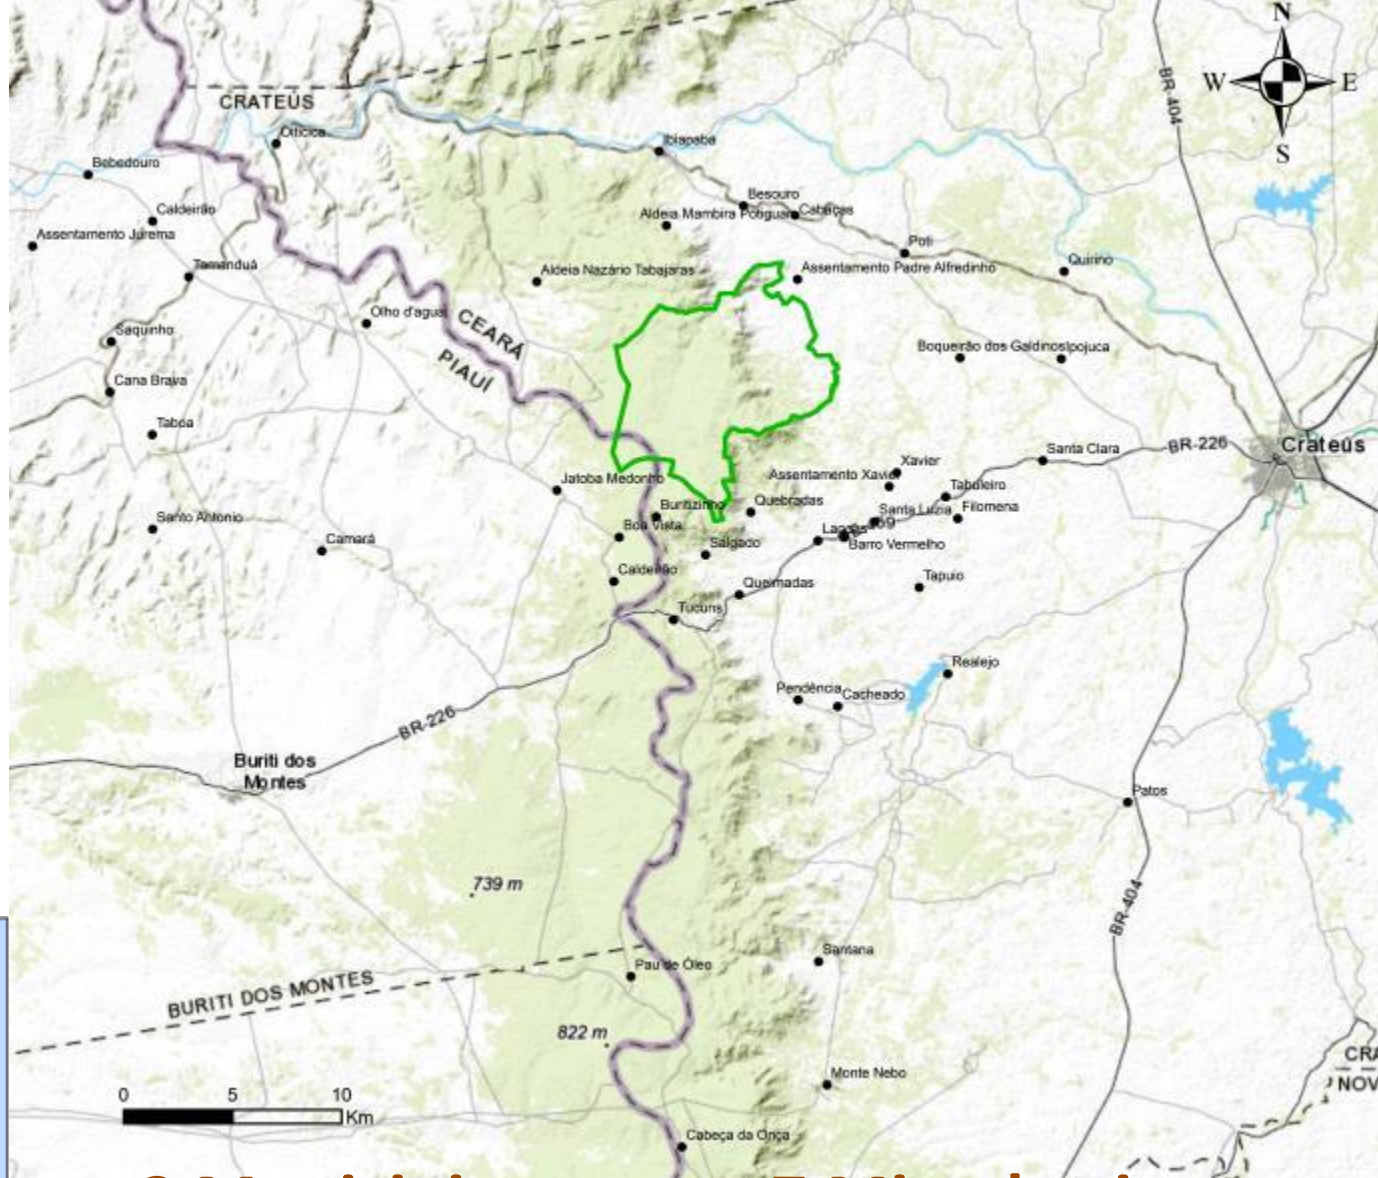 N
W
E
S
BR-404
CRATEÚS
Oiticica
Ibiapaba
Bebedouro
Besouro
Caldeirão
Aldeia Mambira Potiguara
Cabaças
Assentamento Jurema
Poti
Tamanduá
Aldeia Nazário Tabajaras
Assentamento Padre Alfredinho
Quirino
Olho d'agua
CEARÁ
Saquinho
PIAUÍ
Boqueirão dos Galdinos
Ipojuca
Cana Brava
Taboa
Santa Clara
BR-226
Crateús
Xavier
Jatoba Medonho
Assentamento Xavier
Tabuleiro
Buritizinho
Quebradas
Santa Luzia
Filomena
Santo Antonio
Boa Vista
Camará
Salgado
Barro Vermelho
Caldeirão
Queimadas
Tapuio
Tucuns
Realejo
Pendência
Cacheado
BR-226
Buriti dos
Montes
Patos
739 m
BR-404
Santana
Pau de Óleo
BURITI DOS MONTES
822 m
CRA
Monte Nebo
NOV
0 5 10
Km
Cabeça da Onça